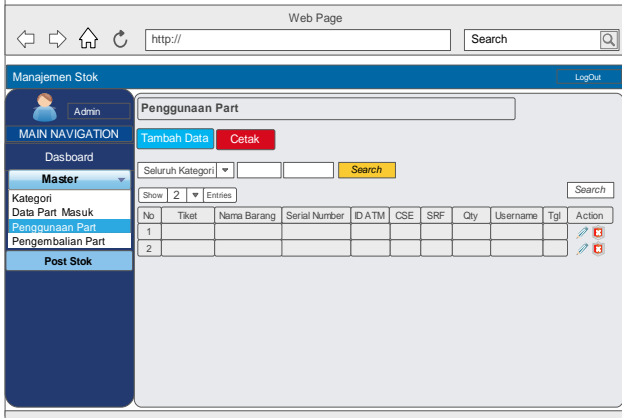 Web Page
http://
Search
Manajemen Stok
LogOut
Admin
MAIN NAVIGATION
Dasboard
Master
Kategori
Data Part Masuk
Penggunaan Part
Pengembalian Part
Post Stok
Penggunaan Part
Tambah Data
Cetak
Seluruh Kategori
Search
Show 2 Entries
Search
No Tiket Nama Barang Serial Number ID ATM CSE SRF Qty Username Tgl Action
1
2